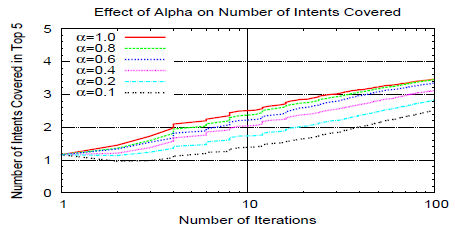 Effect of Alpha on Number of Intents Covered
Number of Intents Covered in Top 5
5
4
3
2
1
0
α=1.0
α=0.8
α=0.6
α=0.4
α=0.2
α=0.1
1
10
100
Number of Iterations